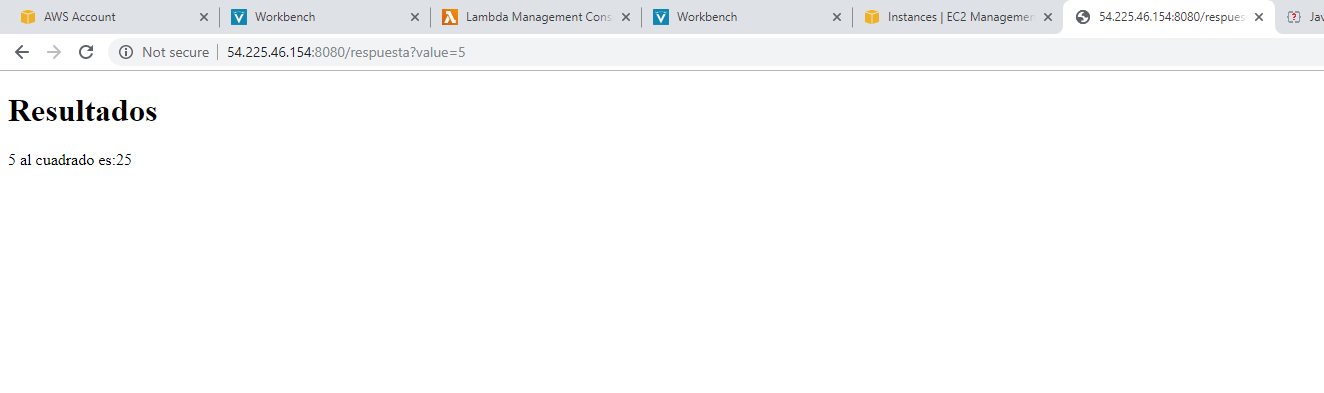 AWS Account
Workbench
Lambda Management Cons
Workbench
Instances | EC2 Managemen
54.225.46.154:8080/respues
Jav
Not secure 54.225.46.154:8080/respuesta?value=5
Resultados
5 al cuadrado es:25